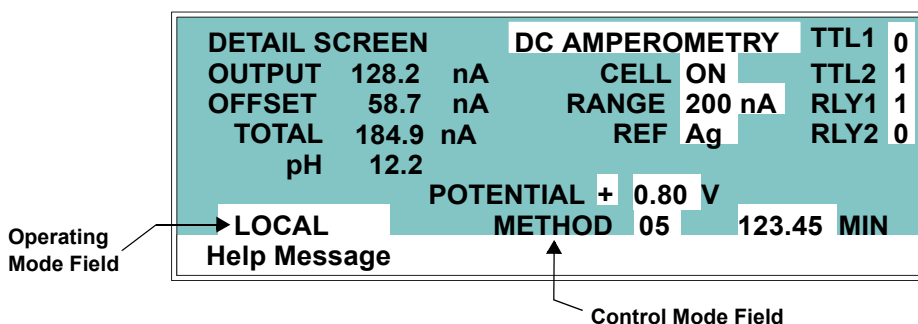 DETAIL SCREEN DC AMPEROMETRY TTL1 0
OUTPUT 128.2 nA CELL ON TTL2 1
OFFSET 58.7 nA RANGE 200 nA RLY1 1
TOTAL 184.9 nA REF Ag RLY2 0
pH 12.2
POTENTIAL + 0.80 V
LOCAL METHOD 05 123.45 MIN
Help Message
Operating
Mode Field
Control Mode Field